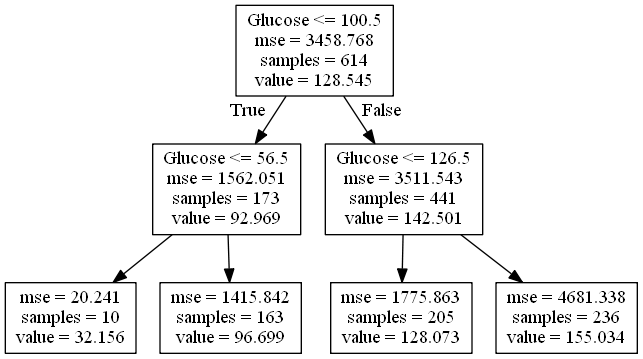 Glucose <= 100.5
mse = 3458.768
samples = 614
value = 128.545
True
False
Glucose <= 56.5
mse = 1562.051
samples = 173
value = 92.969
Glucose <= 126.5
mse = 3511.543
samples = 441
value = 142.501
mse = 20.241
samples = 10
value = 32.156
mse = 1415.842
samples = 163
value = 96.699
mse = 1775.863
samples = 205
value = 128.073
mse = 4681.338
samples = 236
value = 155.034